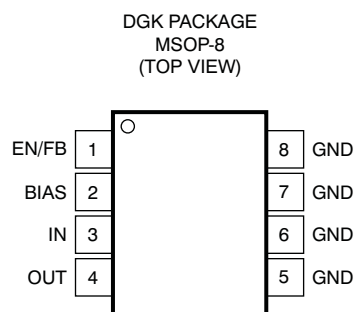 DGK PACKAGE
MSOP-8
(TOP VIEW)
EN/FB 1 8 GND
BIAS 2 7 GND
IN 3 6 GND
OUT 4 5 GND